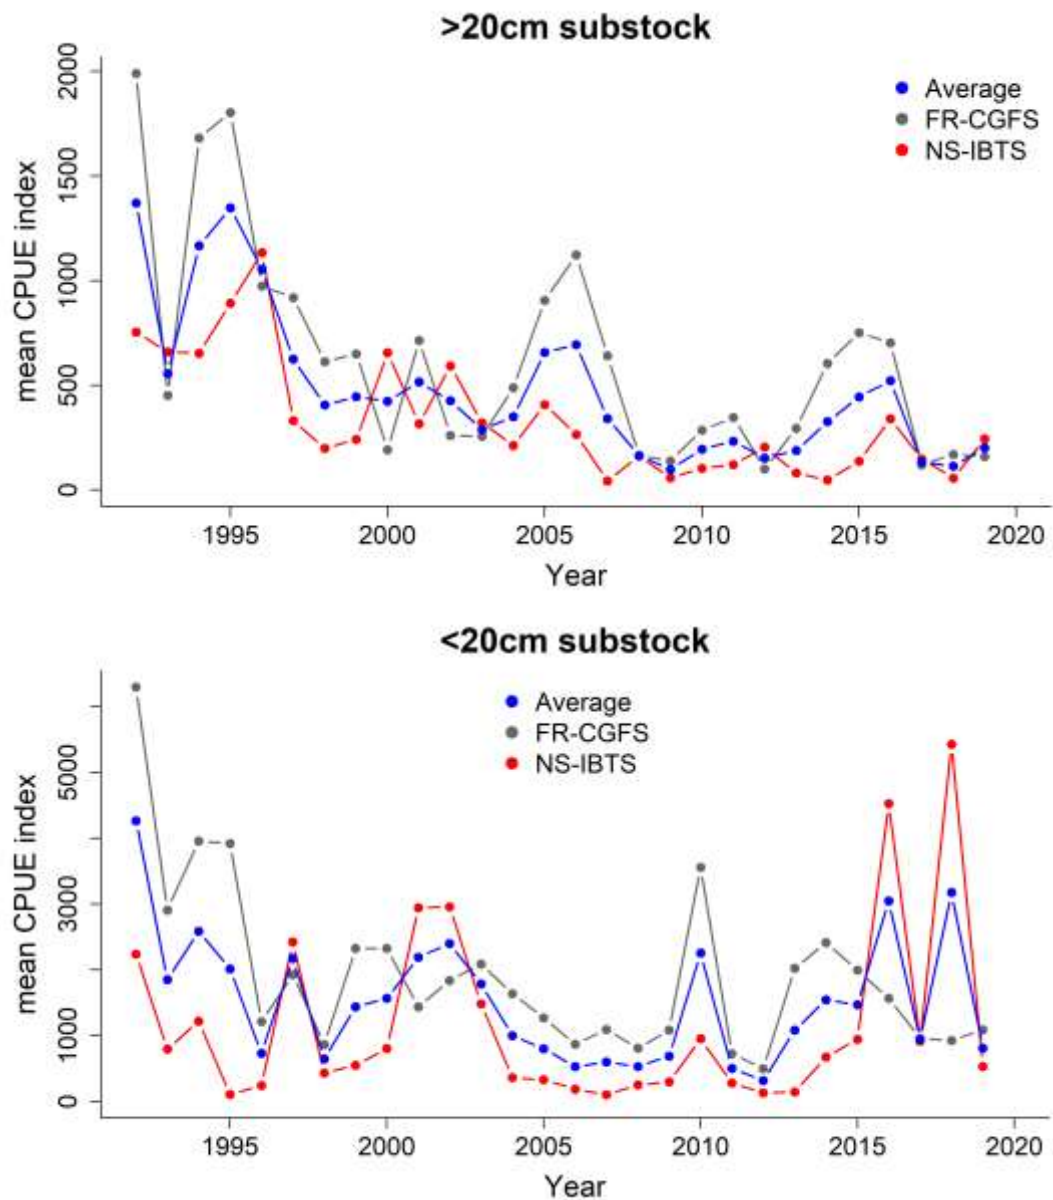 >20cm substock
Average
FR-CGFS
NS-IBTS
mean CPUE index
2000
1500
1000
500
0
1995 2000 2005 2010 2015 2020
Year
<20cm substock
Average
FR-CGFS
NS-IBTS
mean CPUE index
5000
3000
1000
0
1995 2000 2005 2010 2015 2020
Year